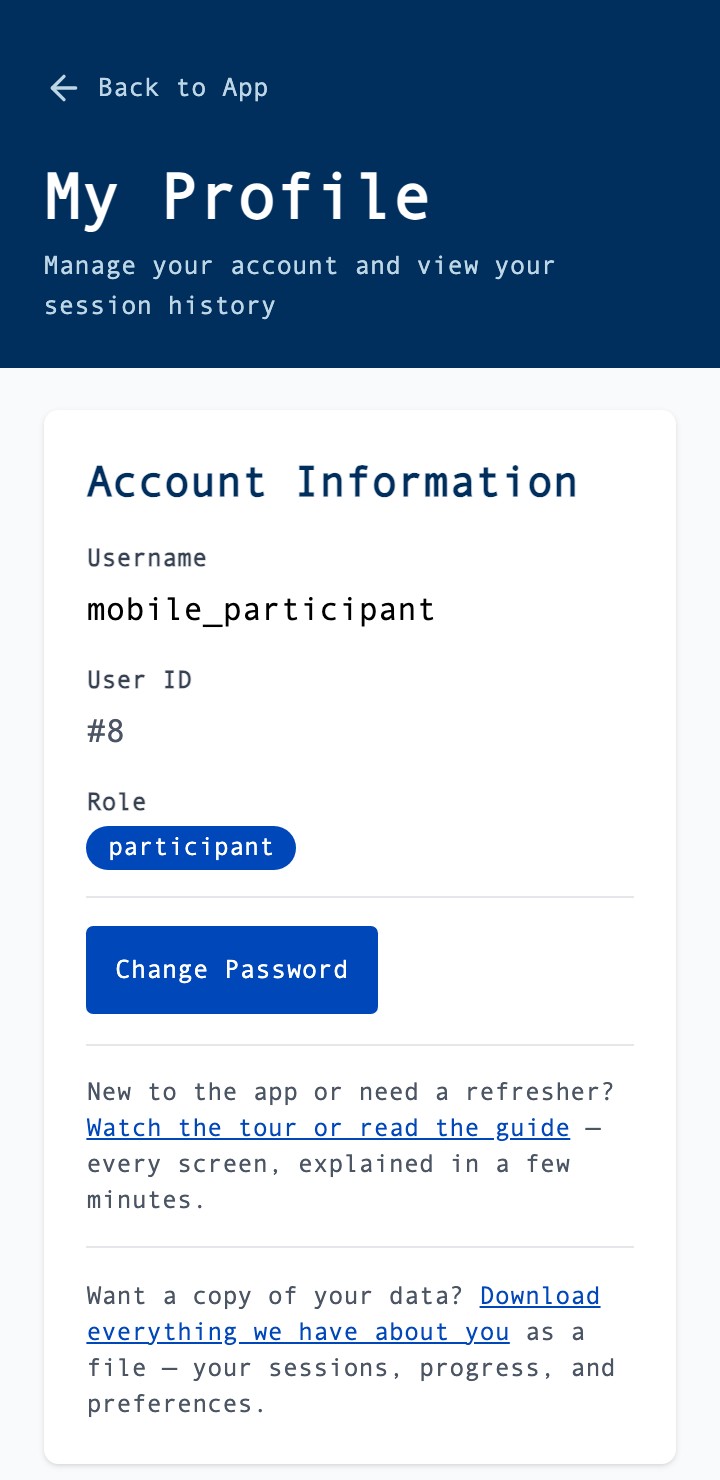 Back to App
My Profile
Manage your account and view your
session history
Account Information
Username
mobile_participant
User ID
#8
Role
participant
Change Password
New to the app or need a refresher?
Watch the tour or read the guide —
every screen, explained in a few
minutes.
Want a copy of your data? Download
everything we have about you as a
file — your sessions, progress, and
preferences.